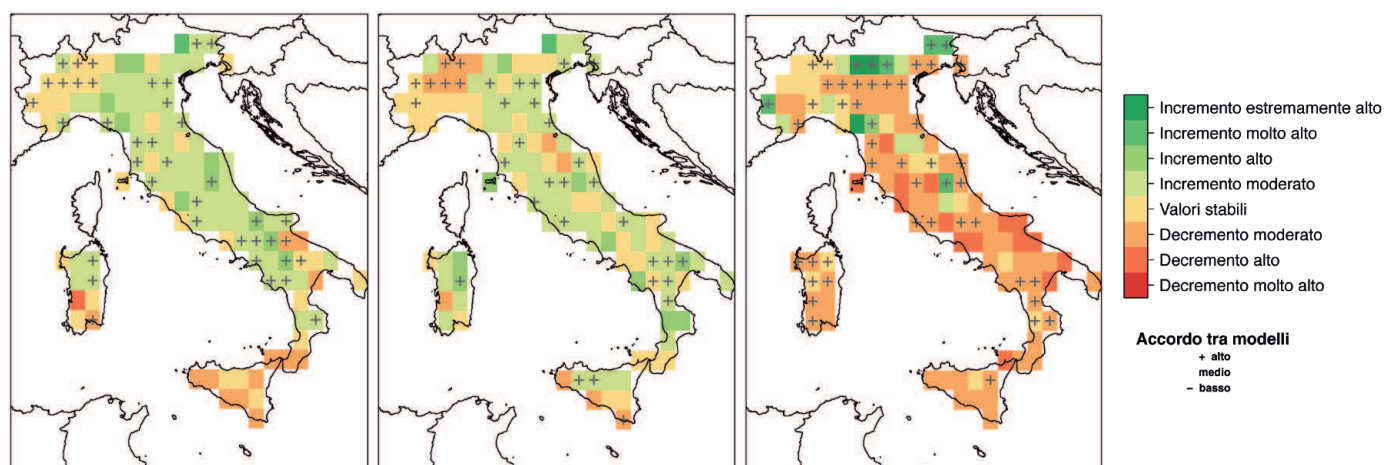 Incremento estremamente alto
Incremento molto alto
Incremento alto
Incremento moderato
Valori stabili
Decremento moderato
Decremento alto
Decremento molto alto
Accordo tra modelli
+ alto
medio
– basso